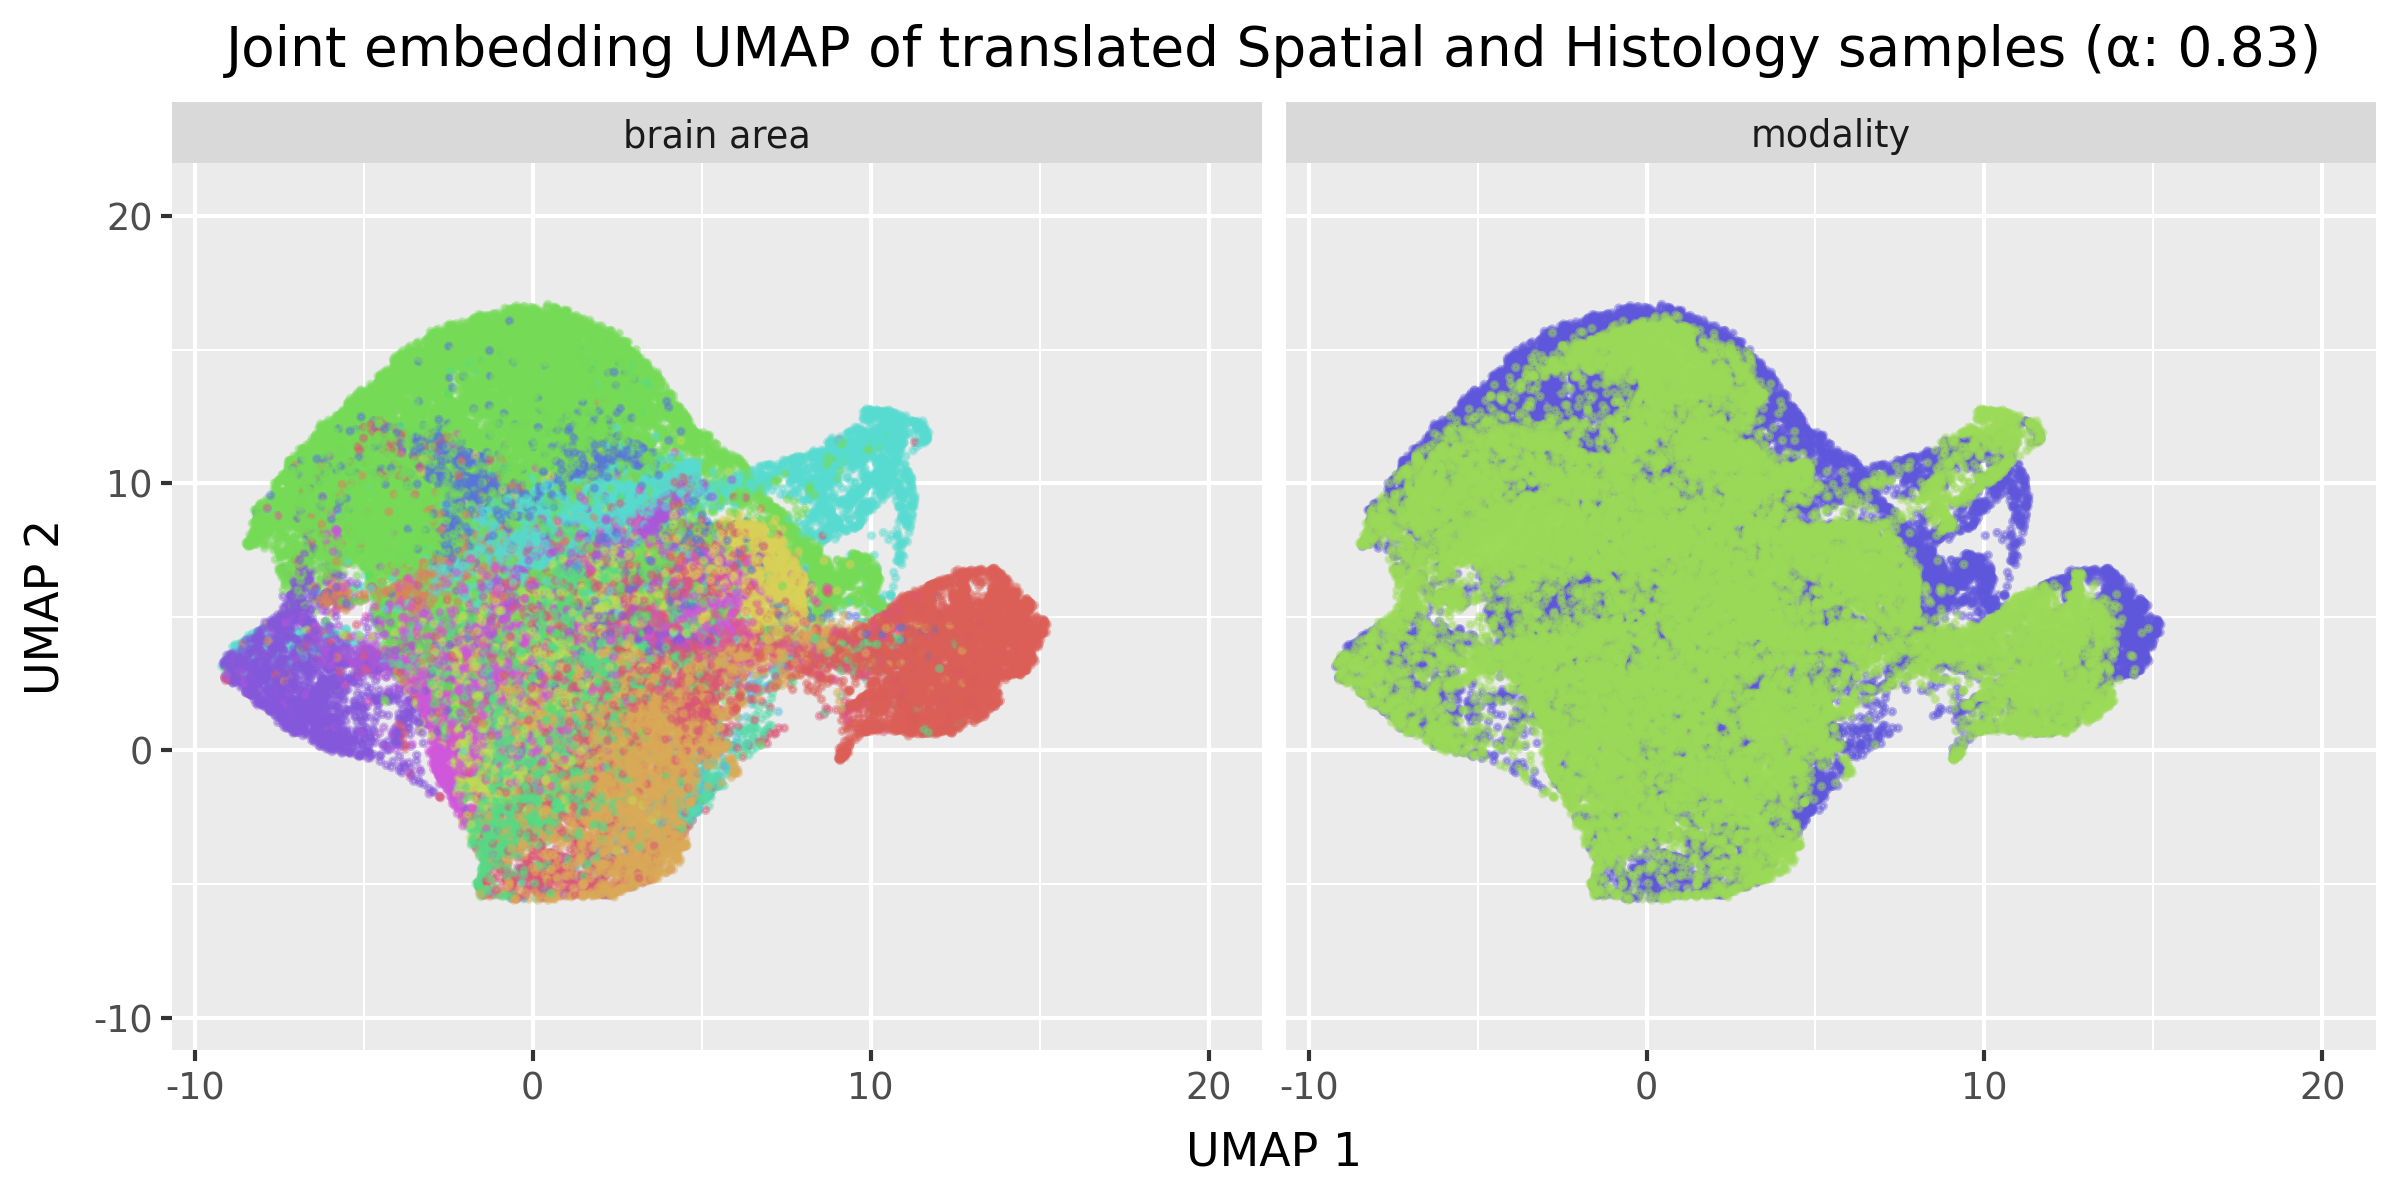 Joint embedding UMAP of translated Spatial and Histology samples (α: 0.83)
brain area
modality
20
10
0
-10
UMAP 2
-10 0 10 20
-10 0 10 20
UMAP 1